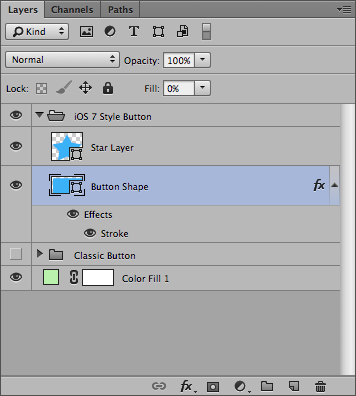 Layers Channels Paths
Kind T
Normal Opacity: 100%
Lock: Fill: 0%
iOS 7 Style Button
Star Layer
Button Shape fx
Effects
Stroke
Classic Button
Color Fill 1
fx